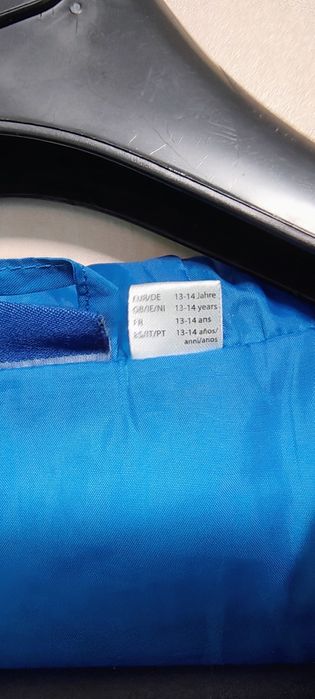 EUR/DE 13-14 Jahre
GB/IE/NI 13-14 years
FR 13-14 ans
ES/IT/PT 13-14 años/
anni/anos